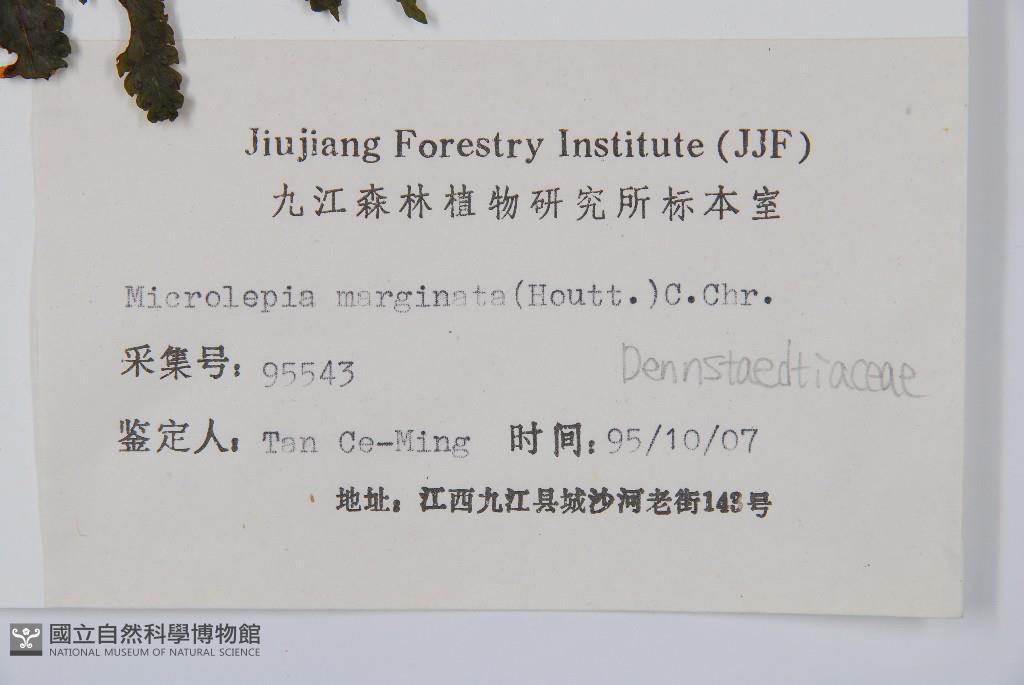 Jiujiang Forestry Institute (JJF)
九江森林植物研究所标本室
Microlepia marginata(Houtt.)C.Chr.
采集号: 95543
Dennstaedtiaceae
鉴定人: Tan Ce-Ming 时间: 95/10/07
地址: 江西九江县城沙河老街143号
國立自然科學博物館
NATIONAL MUSEUM OF NATURAL SCIENCE